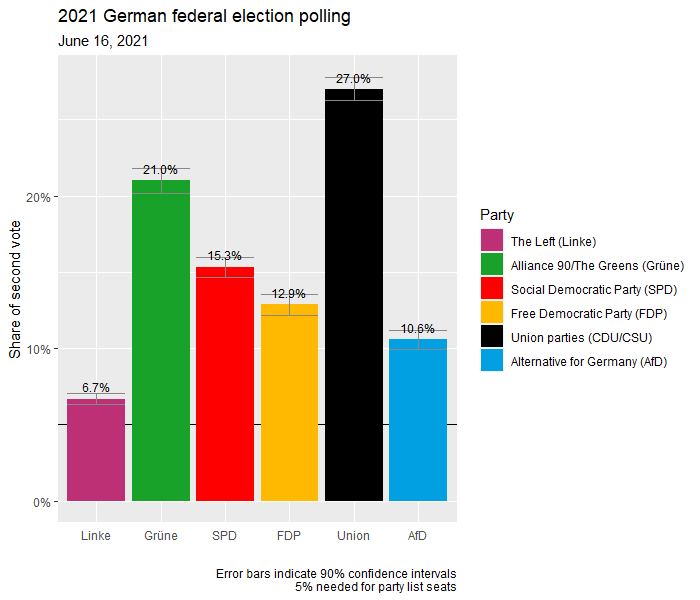 2021 German federal election polling
June 16, 2021
Share of second vote
20%
10%
0%
6.7%
21.0%
15.3%
12.9%
27.0%
10.6%
Linke
Grüne
SPD
FDP
Union
AfD
Party
The Left (Linke)
Alliance 90/The Greens (Grüne)
Social Democratic Party (SPD)
Free Democratic Party (FDP)
Union parties (CDU/CSU)
Alternative for Germany (AfD)
Error bars indicate 90% confidence intervals
5% needed for party list seats